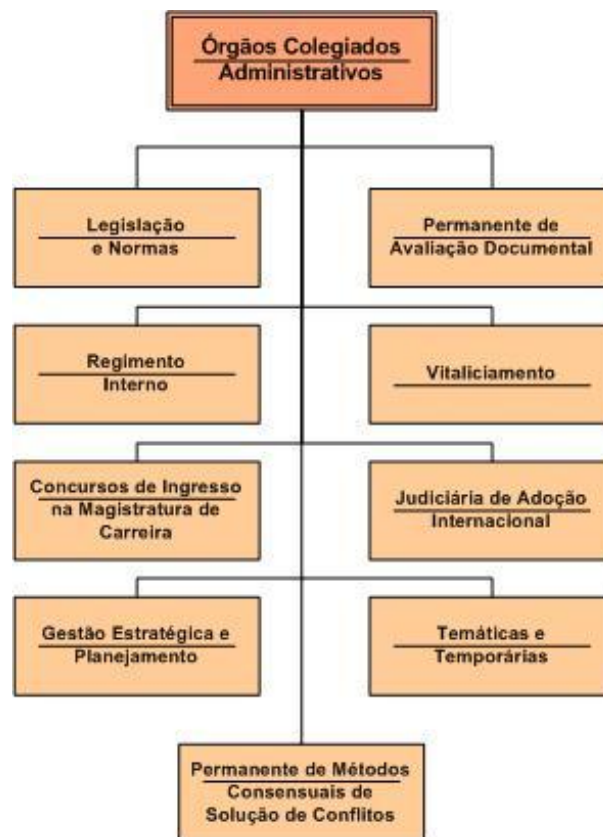 Órgãos Colegiados
Administrativos
Legislação
e Normas
Permanente de
Avaliação Documental
Regimento
Interno
Vitaliciamento
Concursos de Ingresso
na Magistratura de
Carreira
Judiciária de Adoção
Internacional
Gestão Estratégica e
Planejamento
Temáticas e
Temporárias
Permanente de Métodos
Consensuais de
Solução de Conflitos